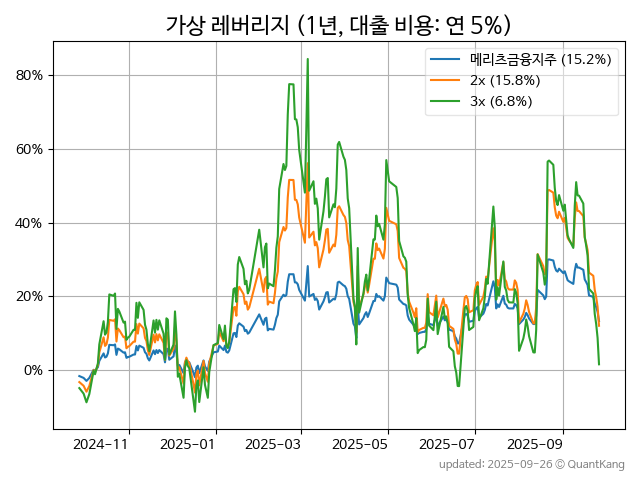 가상 레버리지 (1년, 대출 비용: 연 5%)
메리츠금융지주 (15.2%)
2x (15.8%)
3x (6.8%)
80%
60%
40%
20%
0%
2024-11 2025-01 2025-03 2025-05 2025-07 2025-09
updated: 2025-09-26 © QuantKang